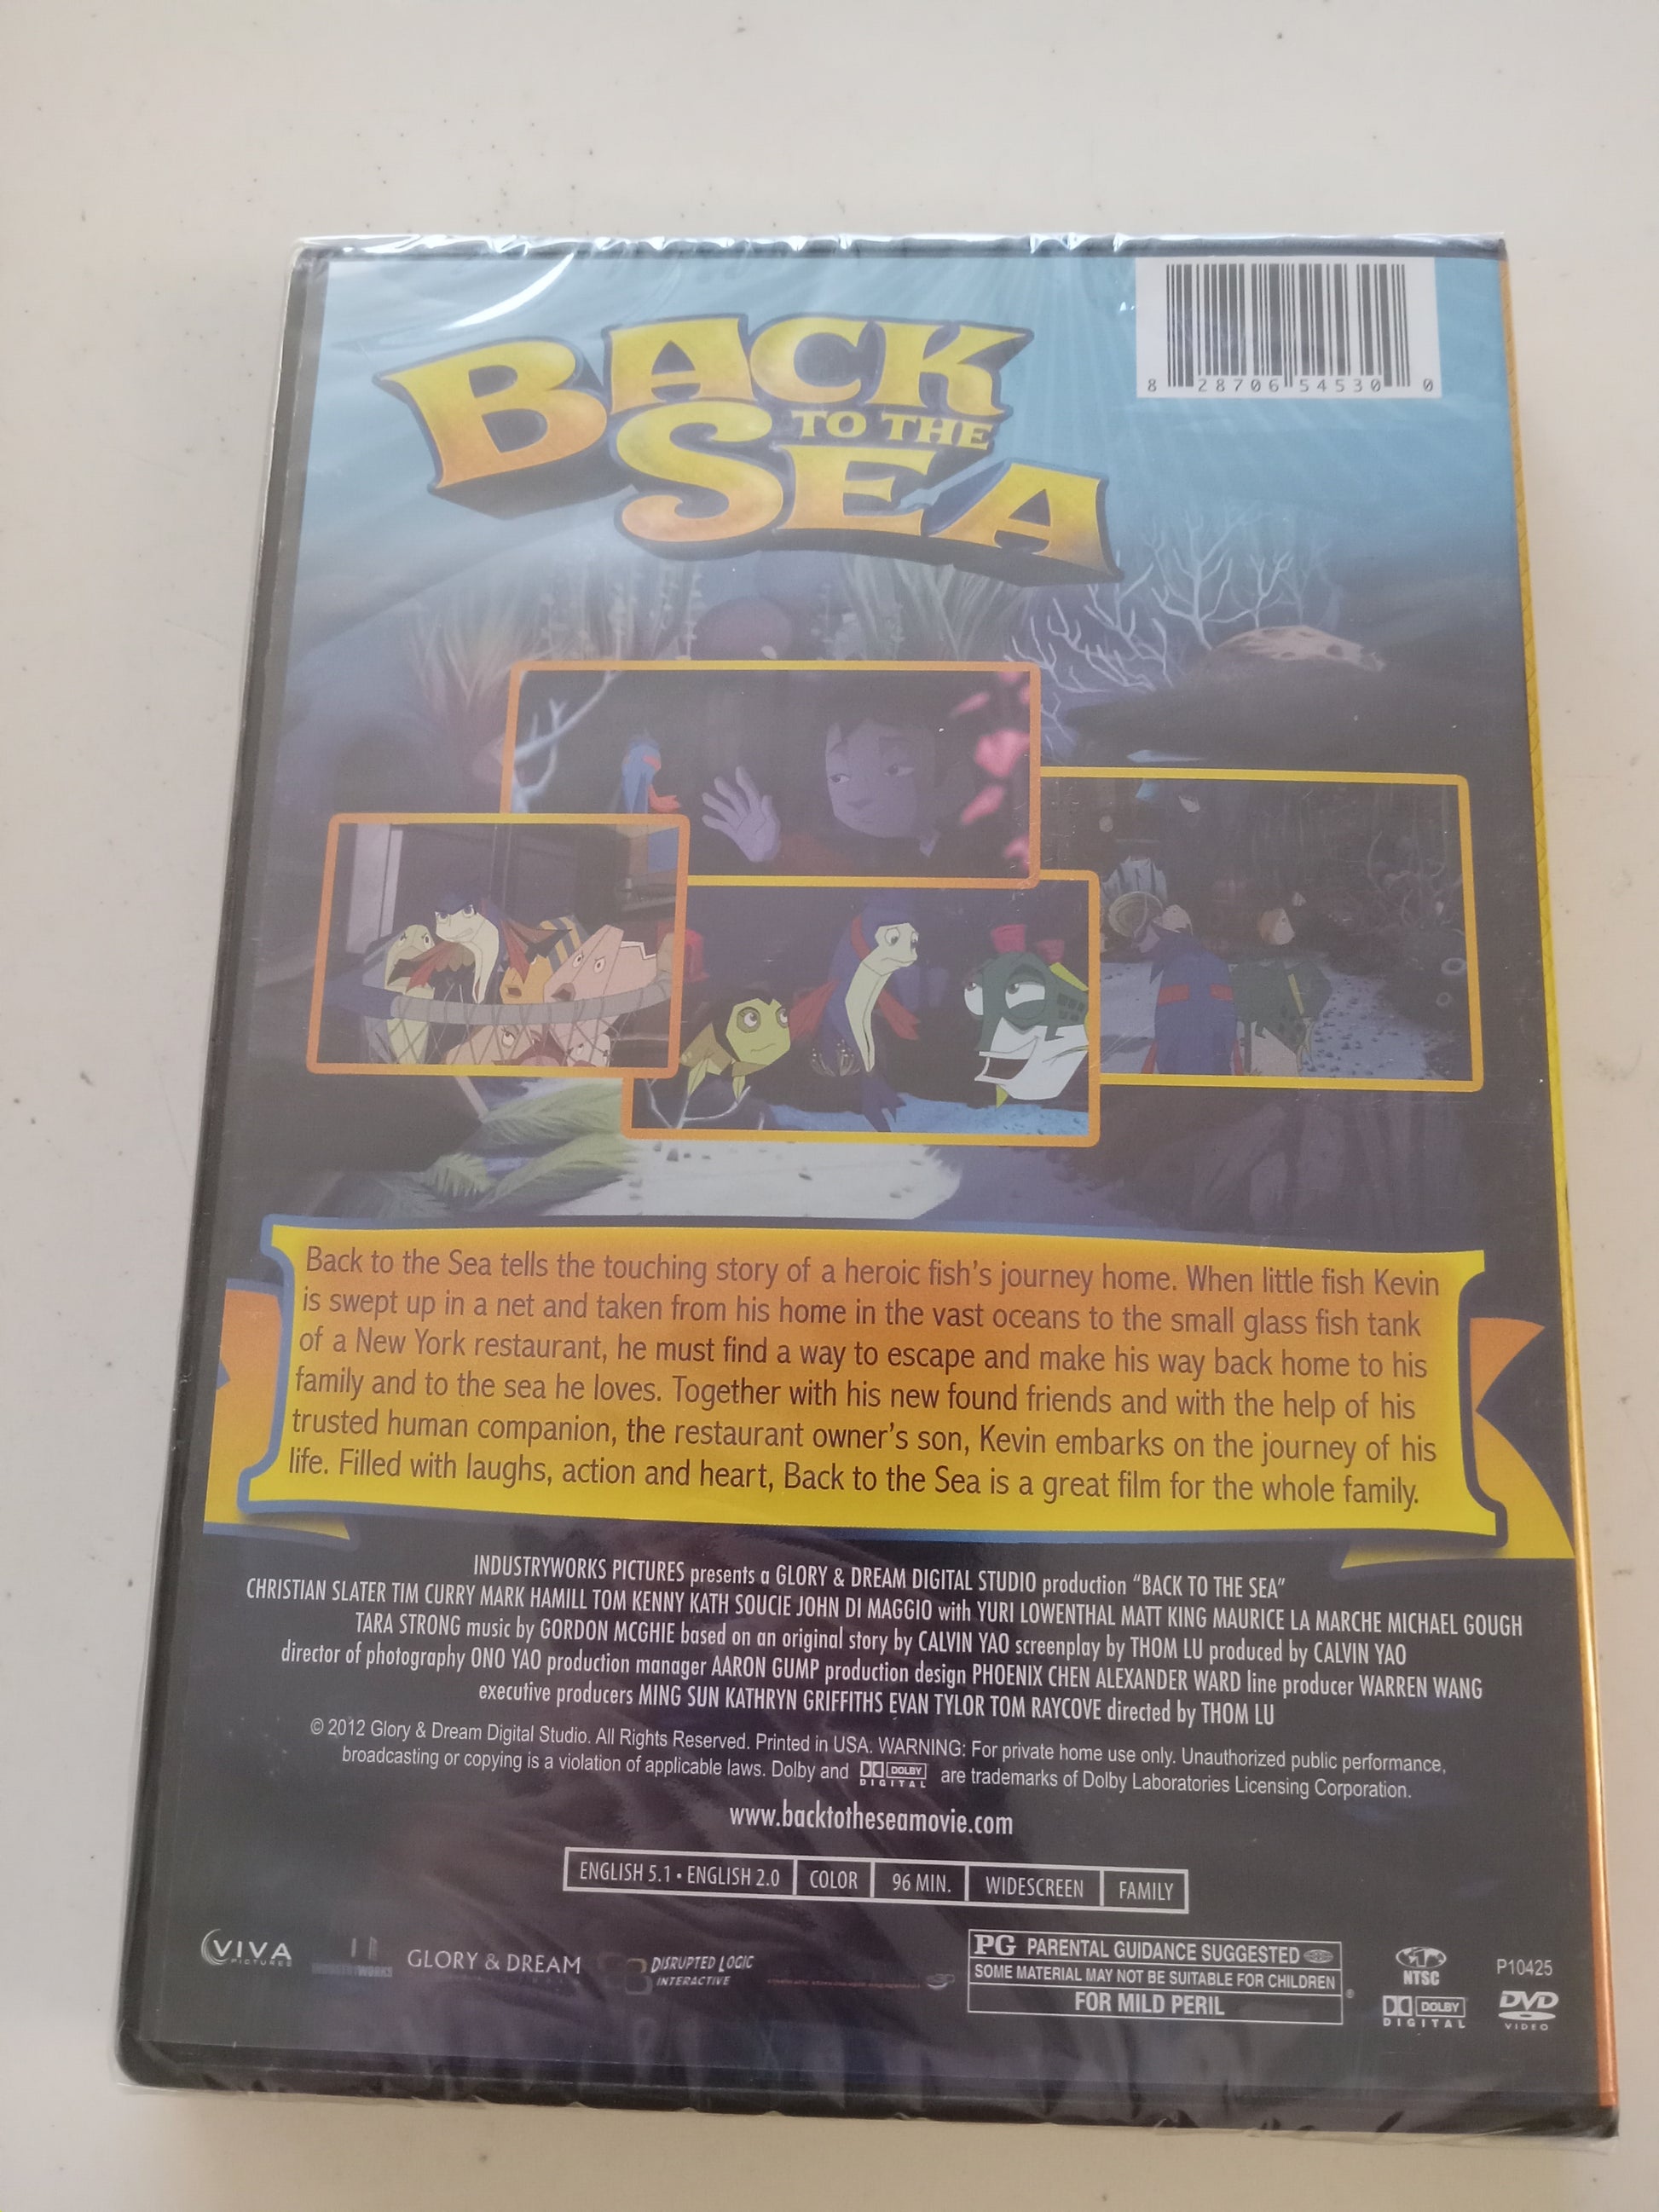 8 28706 54530 0
BACK
TO THE
SEA
Back to the Sea tells the touching story of a heroic fish's journey home. When little fish Kevin
is swept up in a net and taken from his home in the vast oceans to the small glass fish tank
of a New York restaurant, he must find a way to escape and make his way back home to his
family and to the sea he loves. Together with his new found friends and with the help of his
trusted human companion, the restaurant owner's son, Kevin embarks on the journey of his
life. Filled with laughs, action and heart, Back to the Sea is a great film for the whole family.
INDUSTRYWORKS PICTURES presents a GLORY & DREAM DIGITAL STUDIO production "BACK TO THE SEA"
CHRISTIAN SLATER TIM CURRY MARK HAMILL TOM KENNY KATH SOUCIE JOHN DI MAGGIO with YURI LOWENTHAL MATT KING MAURICE LA MARCHE MICHAEL GOUGH
TARA STRONG music by GORDON MCGHIE based on an original story by CALVIN YAO screenplay by THOM LU produced by CALVIN YAO
director of photography ONO YAO production manager AARON GUMP production design PHOENIX CHEN ALEXANDER WARD line producer WARREN WANG
executive producers MING SUN KATHRYN GRIFFITHS EVAN TYLOR TOM RAYCOVE directed by THOM LU
© 2012 Glory & Dream Digital Studio. All Rights Reserved. Printed in USA. WARNING: For private home use only. Unauthorized public performance,
broadcasting or copying is a violation of applicable laws. Dolby and DOLBY DIGITAL are trademarks of Dolby Laboratories Licensing Corporation.
www.backtotheseamovie.com
ENGLISH 5.1 • ENGLISH 2.0 COLOR 96 MIN. WIDESCREEN FAMILY
VIVA
PICTURES
INDUSTRYWORKS
GLORY & DREAM
DISRUPTED LOGIC
INTERACTIVE
PG PARENTAL GUIDANCE SUGGESTED
SOME MATERIAL MAY NOT BE SUITABLE FOR CHILDREN
®
FOR MILD PERIL
NTSC
DOLBY
DIGITAL
P10425
DVD
VIDEO